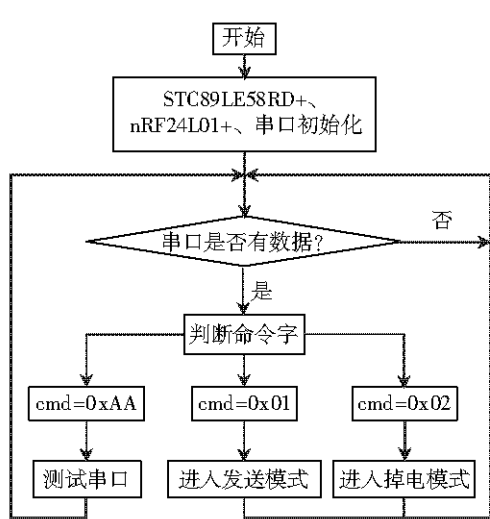 开始
STC89LE58RD+、
nRF24L01+、串口初始化
串口是否有数据?
否
是
判断命令字
cmd=0xAA
cmd=0x01
cmd=0x02
测试串口
进入发送模式
进入掉电模式